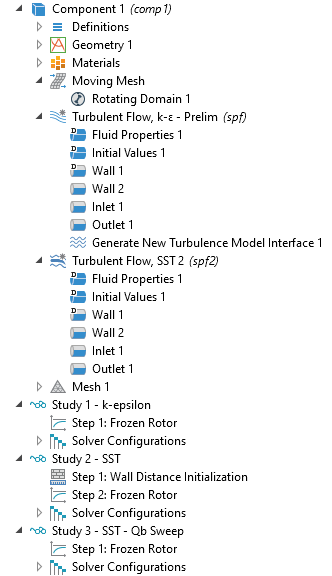 Component 1 (comp1)
Definitions
Geometry 1
Materials
Moving Mesh
Rotating Domain 1
Turbulent Flow, k-ε - Prelim (spf)
Fluid Properties 1
Initial Values 1
Wall 1
Wall 2
Inlet 1
Outlet 1
Generate New Turbulence Model Interface 1
Turbulent Flow, SST 2 (spf2)
Fluid Properties 1
Initial Values 1
Wall 1
Wall 2
Inlet 1
Outlet 1
Mesh 1
Study 1 - k-epsilon
Step 1: Frozen Rotor
Solver Configurations
Study 2 - SST
Step 1: Wall Distance Initialization
Step 2: Frozen Rotor
Solver Configurations
Study 3 - SST - Qb Sweep
Step 1: Frozen Rotor
Solver Configurations